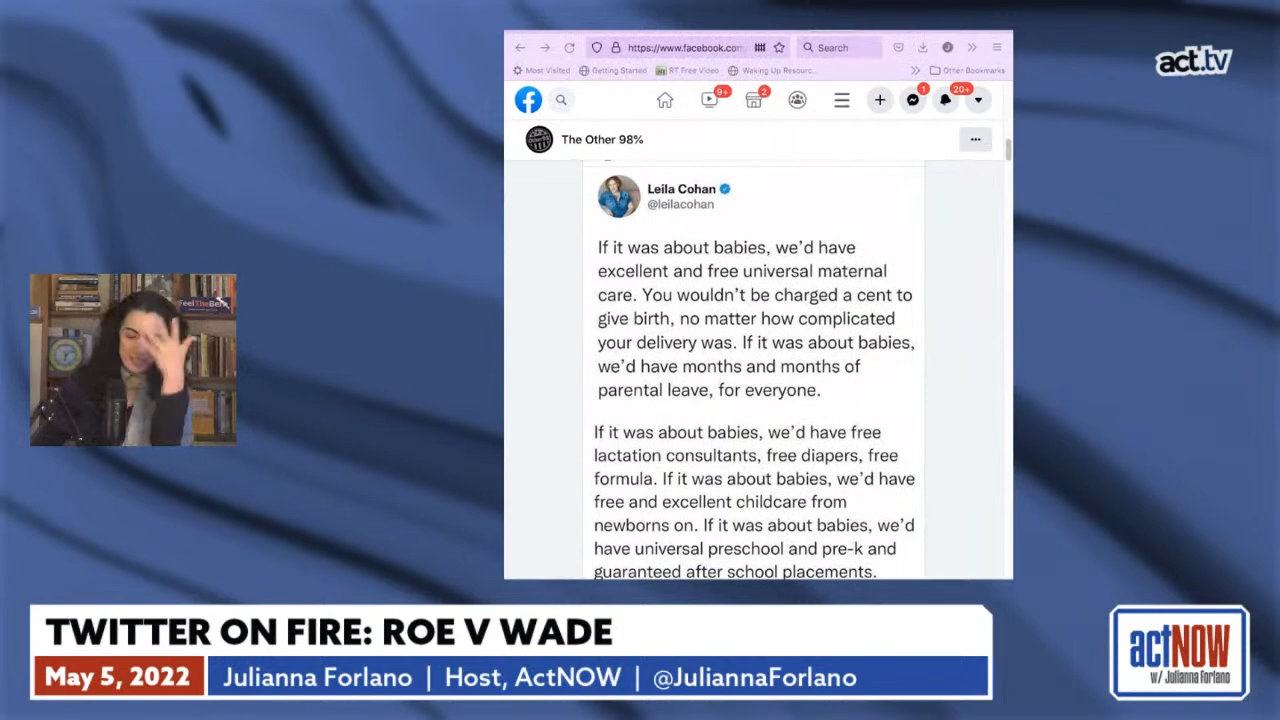 https://www.facebook.com
Search
Most Visited
Getting Started
RT Free Video
Waking Up Resourc...
Other Bookmarks
9+
2
1
20+
The Other 98%
Leila Cohan
@leilacohan
If it was about babies, we'd have
excellent and free universal maternal
care. You wouldn't be charged a cent to
give birth, no matter how complicated
your delivery was. If it was about babies,
we'd have months and months of
parental leave, for everyone.
If it was about babies, we'd have free
lactation consultants, free diapers, free
formula. If it was about babies, we'd have
free and excellent childcare from
newborns on. If it was about babies, we'd
have universal preschool and pre-k and
guaranteed after school placements.
act.tv
FeelTheBern
TWITTER ON FIRE: ROE V WADE
May 5, 2022
Julianna Forlano | Host, ActNOW | @JuliannaForlano
actNOW
w/ Julianna Forlano